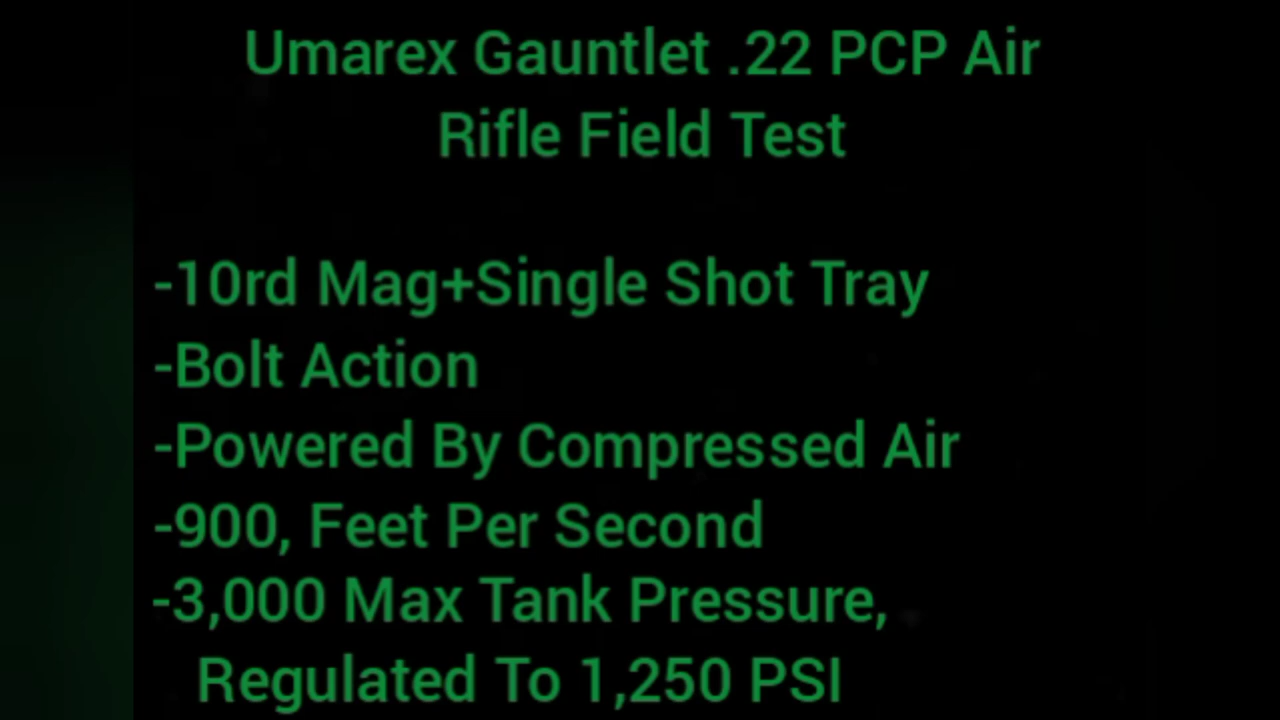 Umarex Gauntlet .22 PCP Air
Rifle Field Test
-10rd Mag+Single Shot Tray
-Bolt Action
-Powered By Compressed Air
-900, Feet Per Second
-3,000 Max Tank Pressure,
Regulated To 1,250 PSI